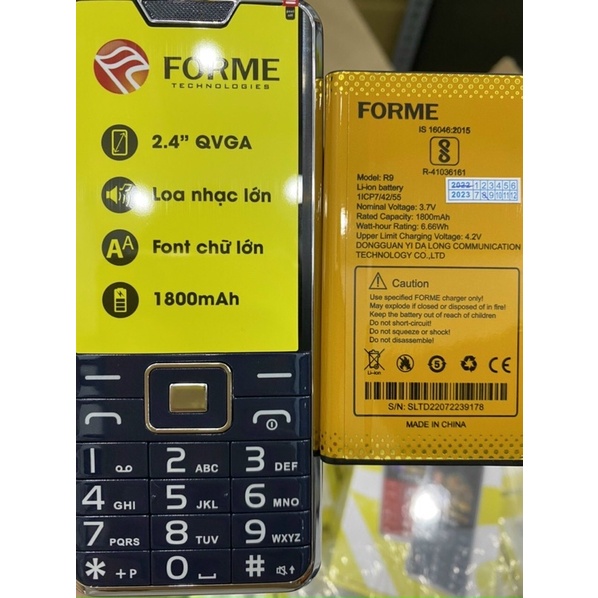 FORME
TECHNOLOGIES
2.4" QVGA
Loa nhạc lớn
AA Font chữ lớn
1800mAh
1
2 ABC
3 DEF
4 GHI
5 JKL
6 MNO
7 PQRS
8 TUV
9 WXYZ
* +P
0
#
FORME
IS 16046:2015
R-41036161
Model: R9
Li-ion battery
1ICP7/42/55
Nominal Voltage: 3.7V
Rated Capacity: 1800mAh
Watt-hour Rating: 6.66Wh
Upper Limit Charging Voltage: 4.2V
DONGGUAN YI DA LONG COMMUNICATION
TECHNOLOGY CO.,LTD
2022 1 2 3 4 5 6
2023 7 8 9 10 11 12
Caution
Use specified FORME charger only!
May explode if closed or disposed of in fire!
Keep the battery out of reach of children
Do not short-circuit!
Do not squeeze or shock!
Do not disassemble!
Li-ion
5
CE
S/N: SLTD22072239178
MADE IN CHINA